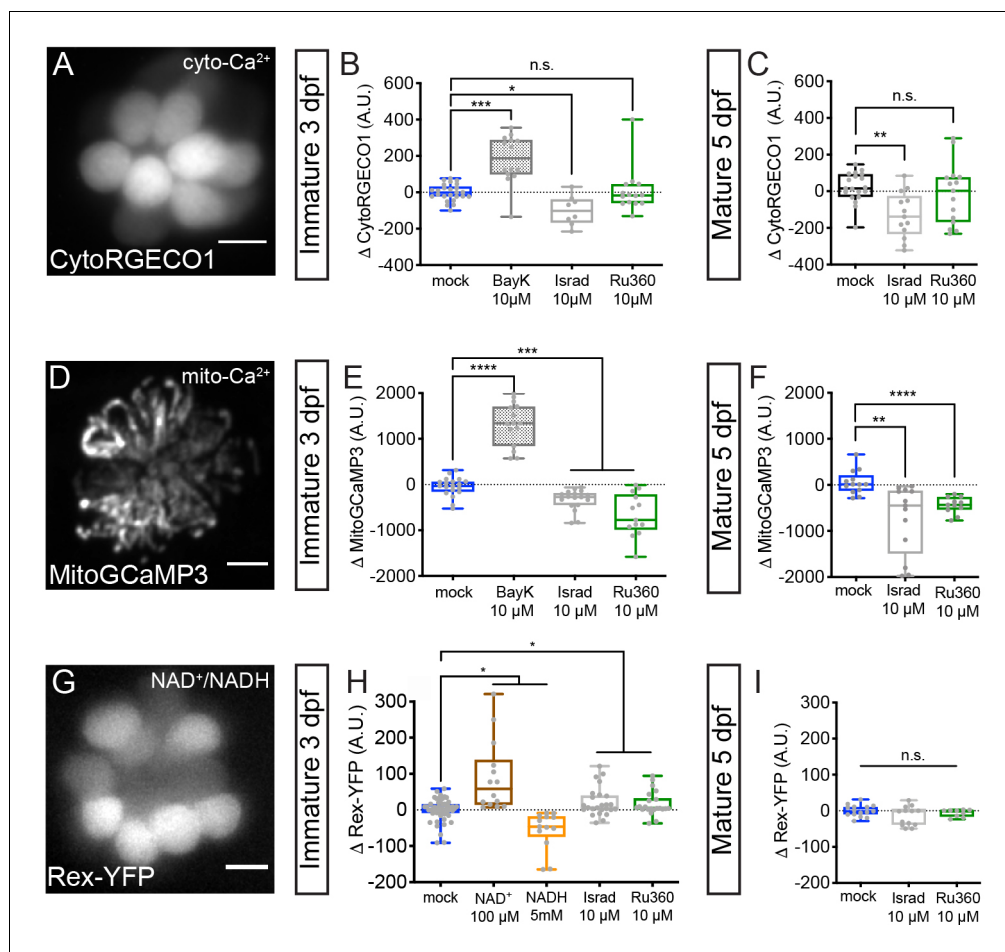 A
cyto-Ca²⁺
CytoRGECO1
Immature 3 dpf
B
Δ CytoRGECO1 (A.U.)
600
400
200
0
-200
-400
n.s.
*
***
mock
BayK
10µM
Israd
10µM
Ru360
10µM
Mature 5 dpf
C
Δ CytoRGECO1 (A.U.)
600
400
200
0
-200
-400
n.s.
**
mock
Israd
10 µM
Ru360
10 µM
D
mito-Ca²⁺
MitoGCaMP3
Immature 3 dpf
E
Δ MitoGCaMP3 (A.U.)
2000
1000
0
-1000
-2000
***
****
mock
BayK
10 µM
Israd
10 µM
Ru360
10 µM
Mature 5 dpf
F
Δ MitoGCaMP3 (A.U.)
2000
1000
0
-1000
-2000
****
**
mock
Israd
10 µM
Ru360
10 µM
G
NAD⁺/NADH
Rex-YFP
Immature 3 dpf
H
Δ Rex-YFP (A.U.)
300
200
100
0
-100
-200
*
*
mock
NAD⁺
100 µM
NADH
5mM
Israd
10 µM
Ru360
10 µM
Mature 5 dpf
I
Δ Rex-YFP (A.U.)
300
200
100
0
-100
-200
n.s.
mock
Israd
10 µM
Ru360
10 µM